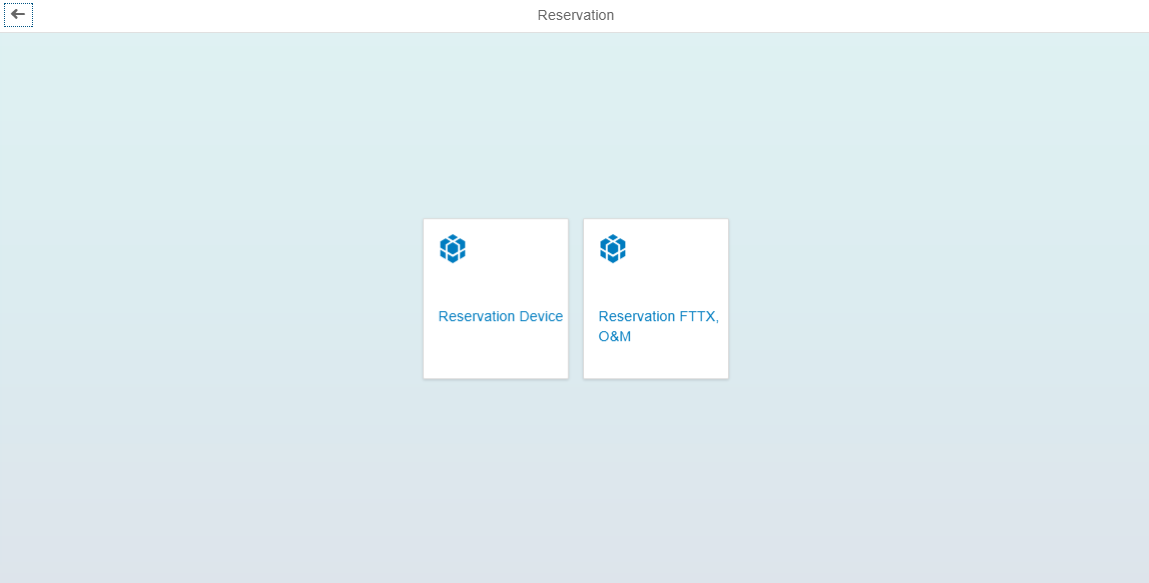 Reservation
Reservation Device
Reservation FTTX,
O&M